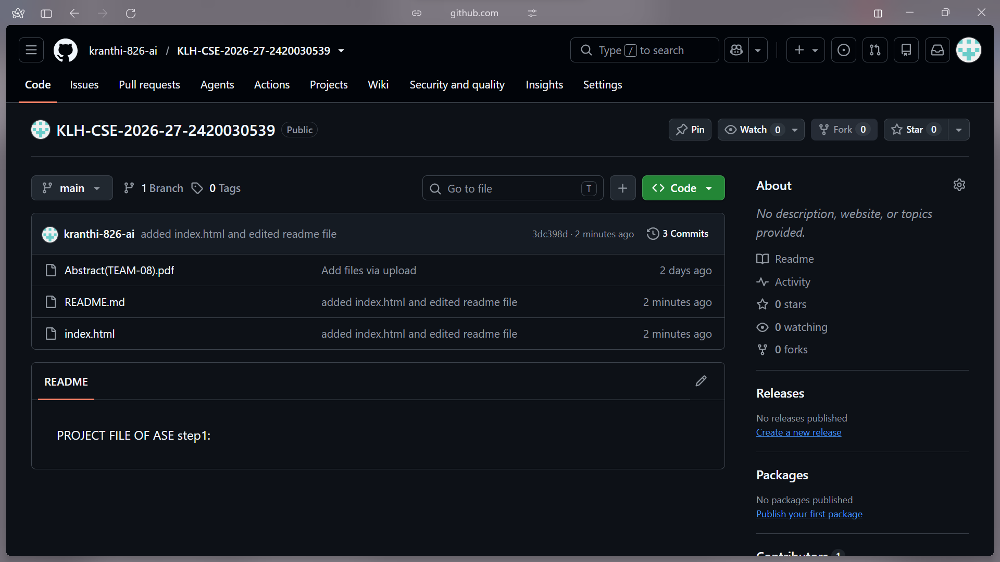 github.com
kranthi-826-ai / KLH-CSE-2026-27-2420030539
Type / to search
Code Issues Pull requests Agents Actions Projects Wiki Security and quality Insights Settings
KLH-CSE-2026-27-2420030539 Public
Pin Watch 0 Fork 0 Star 0
main 1 Branch 0 Tags
Go to file T
Code
kranthi-826-ai added index.html and edited readme file 3dc398d · 2 minutes ago 3 Commits
Abstract(TEAM-08).pdf Add files via upload 2 days ago
README.md added index.html and edited readme file 2 minutes ago
index.html added index.html and edited readme file 2 minutes ago
README
PROJECT FILE OF ASE step1:
About
No description, website, or topics
provided.
Readme
Activity
0 stars
0 watching
0 forks
Releases
No releases published
Create a new release
Packages
No packages published
Publish your first package
Contributors 1